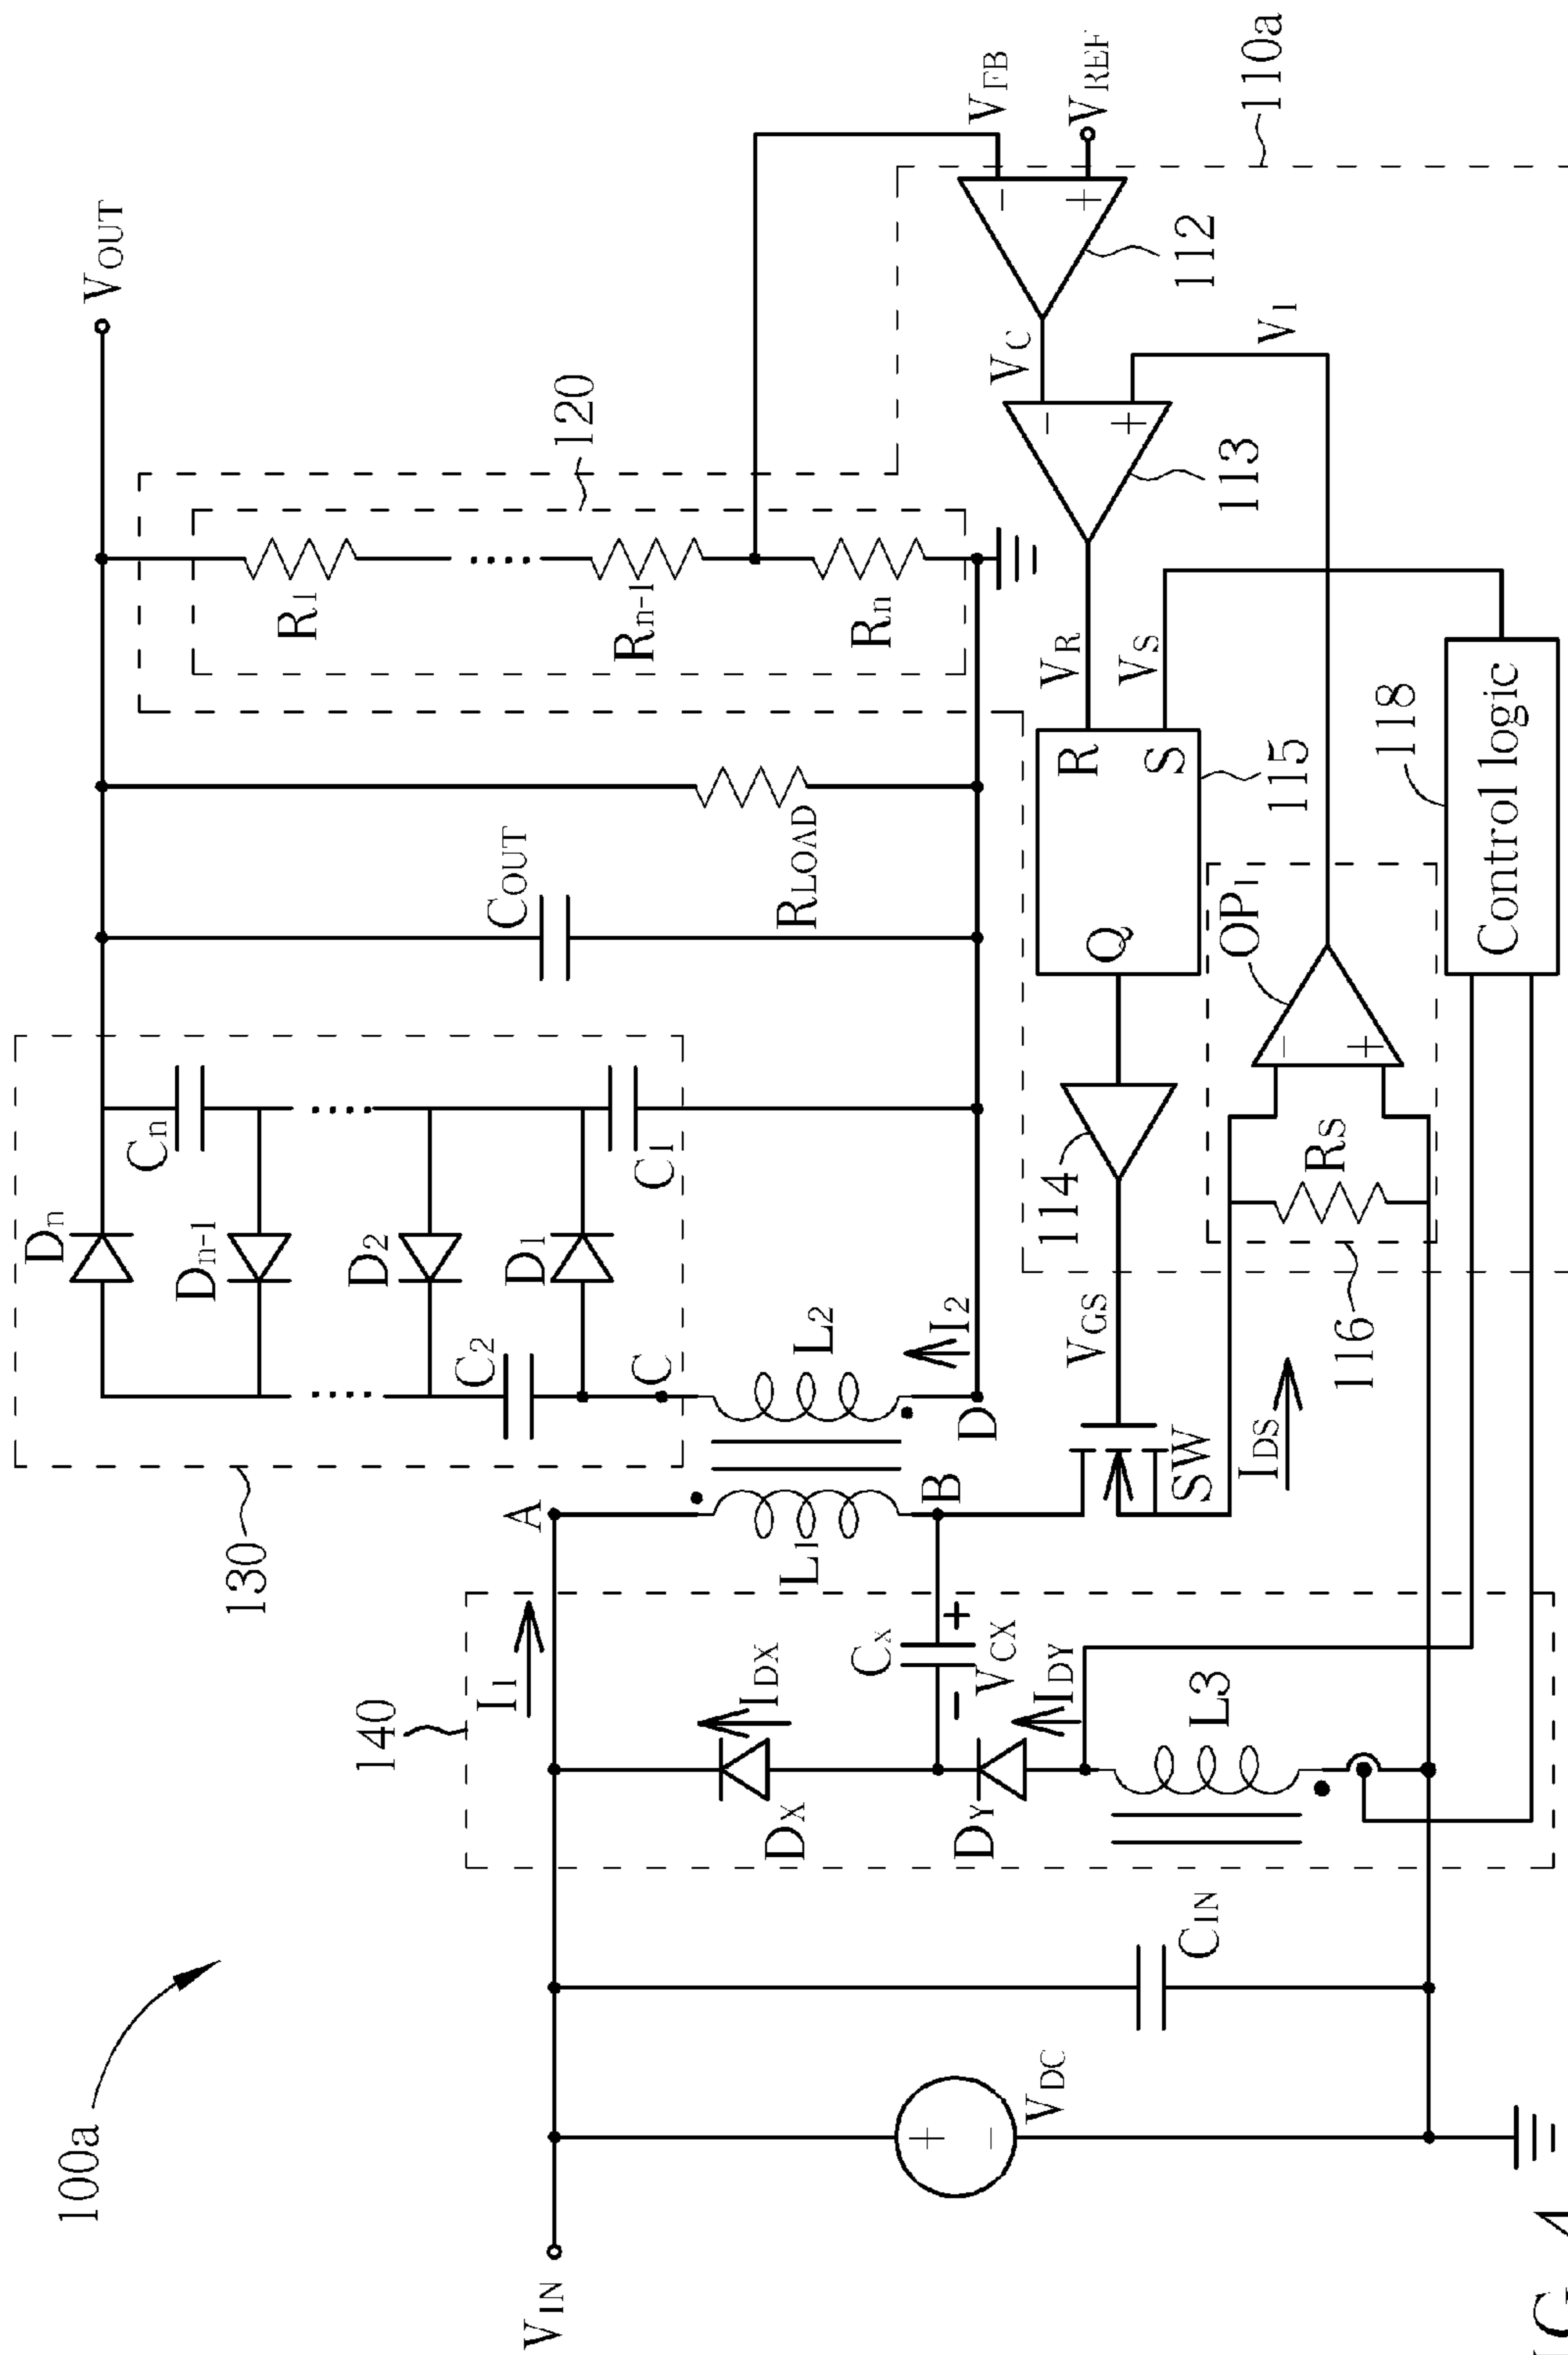 100a
VIN
VDC
CIN
140
I1
DX
IDX
DY
IDY
CX
+
−
VCX
L3
A
B
L1
L2
C
D
I2
130
Dn
Dn-1
D2
D1
Cn
C2
C1
COUT
RLOAD
120
R1
Rn-1
Rn
VOUT
VFB
VREF
110a
112
VC
113
VI
VR
VS
R
S
Q
115
114
VGS
SW
IDS
116
RS
OP1
118
Control logic